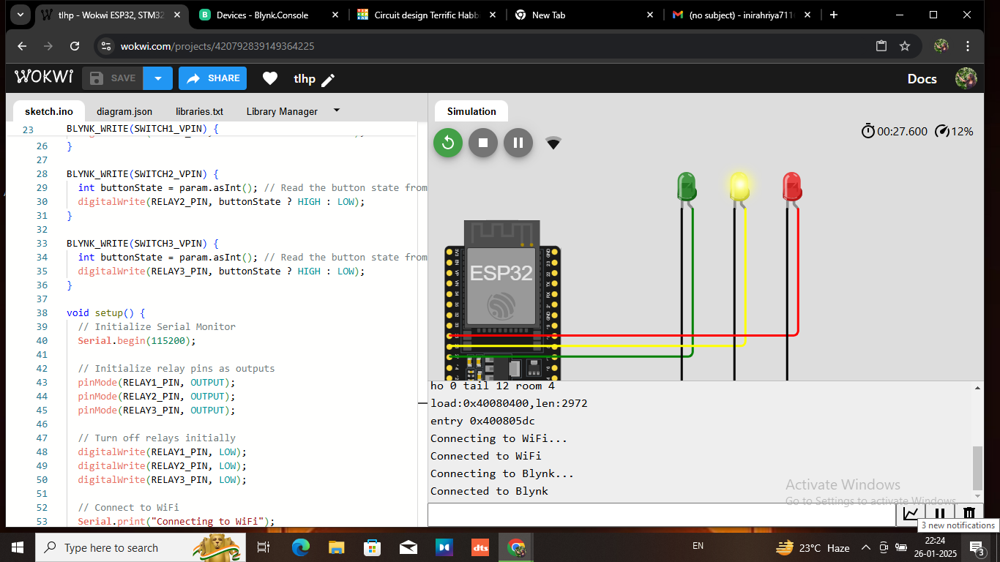 tlhp - Wokwi ESP32, STM32
Devices - Blynk.Console
Circuit design Terrific Habb
New Tab
(no subject) - inirahriya711
wokwi.com/projects/420792839149364225
WOKWI
SAVE
SHARE
tlhp
Docs
sketch.ino
diagram.json
libraries.txt
Library Manager
Simulation
23 BLYNK_WRITE(SWITCH1_VPIN) {
26 }
27
28 BLYNK_WRITE(SWITCH2_VPIN) {
29 int buttonState = param.asInt(); // Read the button state from
30 digitalWrite(RELAY2_PIN, buttonState ? HIGH : LOW);
31 }
32
33 BLYNK_WRITE(SWITCH3_VPIN) {
34 int buttonState = param.asInt(); // Read the button state from
35 digitalWrite(RELAY3_PIN, buttonState ? HIGH : LOW);
36 }
37
38 void setup() {
39 // Initialize Serial Monitor
40 Serial.begin(115200);
41
42 // Initialize relay pins as outputs
43 pinMode(RELAY1_PIN, OUTPUT);
44 pinMode(RELAY2_PIN, OUTPUT);
45 pinMode(RELAY3_PIN, OUTPUT);
46
47 // Turn off relays initially
48 digitalWrite(RELAY1_PIN, LOW);
49 digitalWrite(RELAY2_PIN, LOW);
50 digitalWrite(RELAY3_PIN, LOW);
51
52 // Connect to WiFi
53 Serial.print("Connecting to WiFi");
00:27.600 12%
ESP32
ho 0 tail 12 room 4
load:0x40080400,len:2972
entry 0x400805dc
Connecting to WiFi...
Connected to WiFi
Connecting to Blynk...
Connected to Blynk
Activate Windows
Go to Settings to activate Windows.
3 new notifications
Type here to search
dts
EN
23°C Haze
22:24
26-01-2025
3